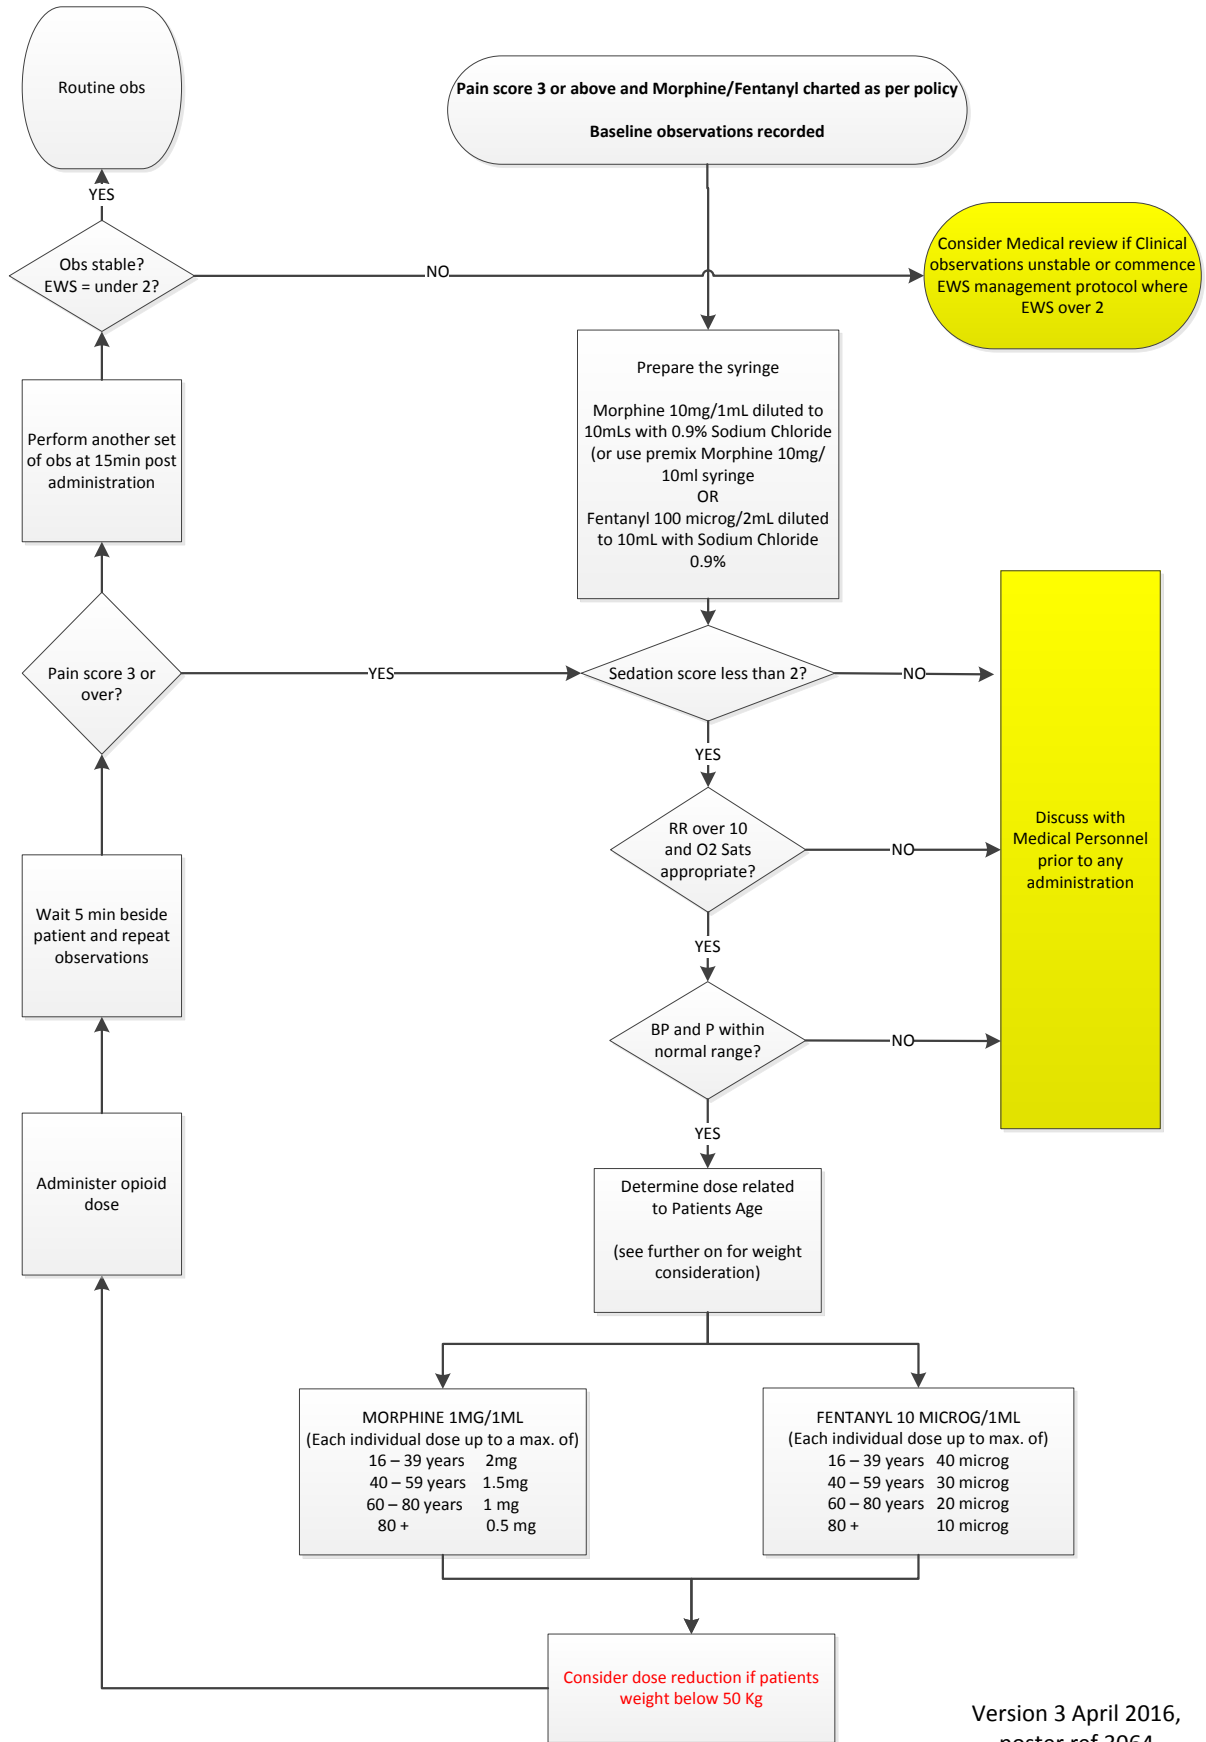 Routine obs
Pain score 3 or above and Morphine/Fentanyl charted as per policy
Baseline observations recorded
YES
Obs stable?
EWS = under 2?
NO
Consider Medical review if Clinical
observations unstable or commence
EWS management protocol where
EWS over 2
Prepare the syringe
Morphine 10mg/1mL diluted to
10mLs with 0.9% Sodium Chloride
(or use premix Morphine 10mg/
10ml syringe
OR
Fentanyl 100 microg/2mL diluted
to 10mL with Sodium Chloride
0.9%
Perform another set
of obs at 15min post
administration
Pain score 3 or
over?
YES
Sedation score less than 2?
NO
YES
RR over 10
and O2 Sats
appropriate?
NO
Discuss with
Medical Personnel
prior to any
administration
Wait 5 min beside
patient and repeat
observations
YES
BP and P within
normal range?
NO
YES
Administer opioid
dose
Determine dose related
to Patients Age
(see further on for weight
consideration)
MORPHINE 1MG/1ML
(Each individual dose up to a max. of)
16 – 39 years 2mg
40 – 59 years 1.5mg
60 – 80 years 1 mg
80 + 0.5 mg
FENTANYL 10 MICROG/1ML
(Each individual dose up to max. of)
16 – 39 years 40 microg
40 – 59 years 30 microg
60 – 80 years 20 microg
80 + 10 microg
Consider dose reduction if patients
weight below 50 Kg
Version 3 April 2016,
poster ref 3064